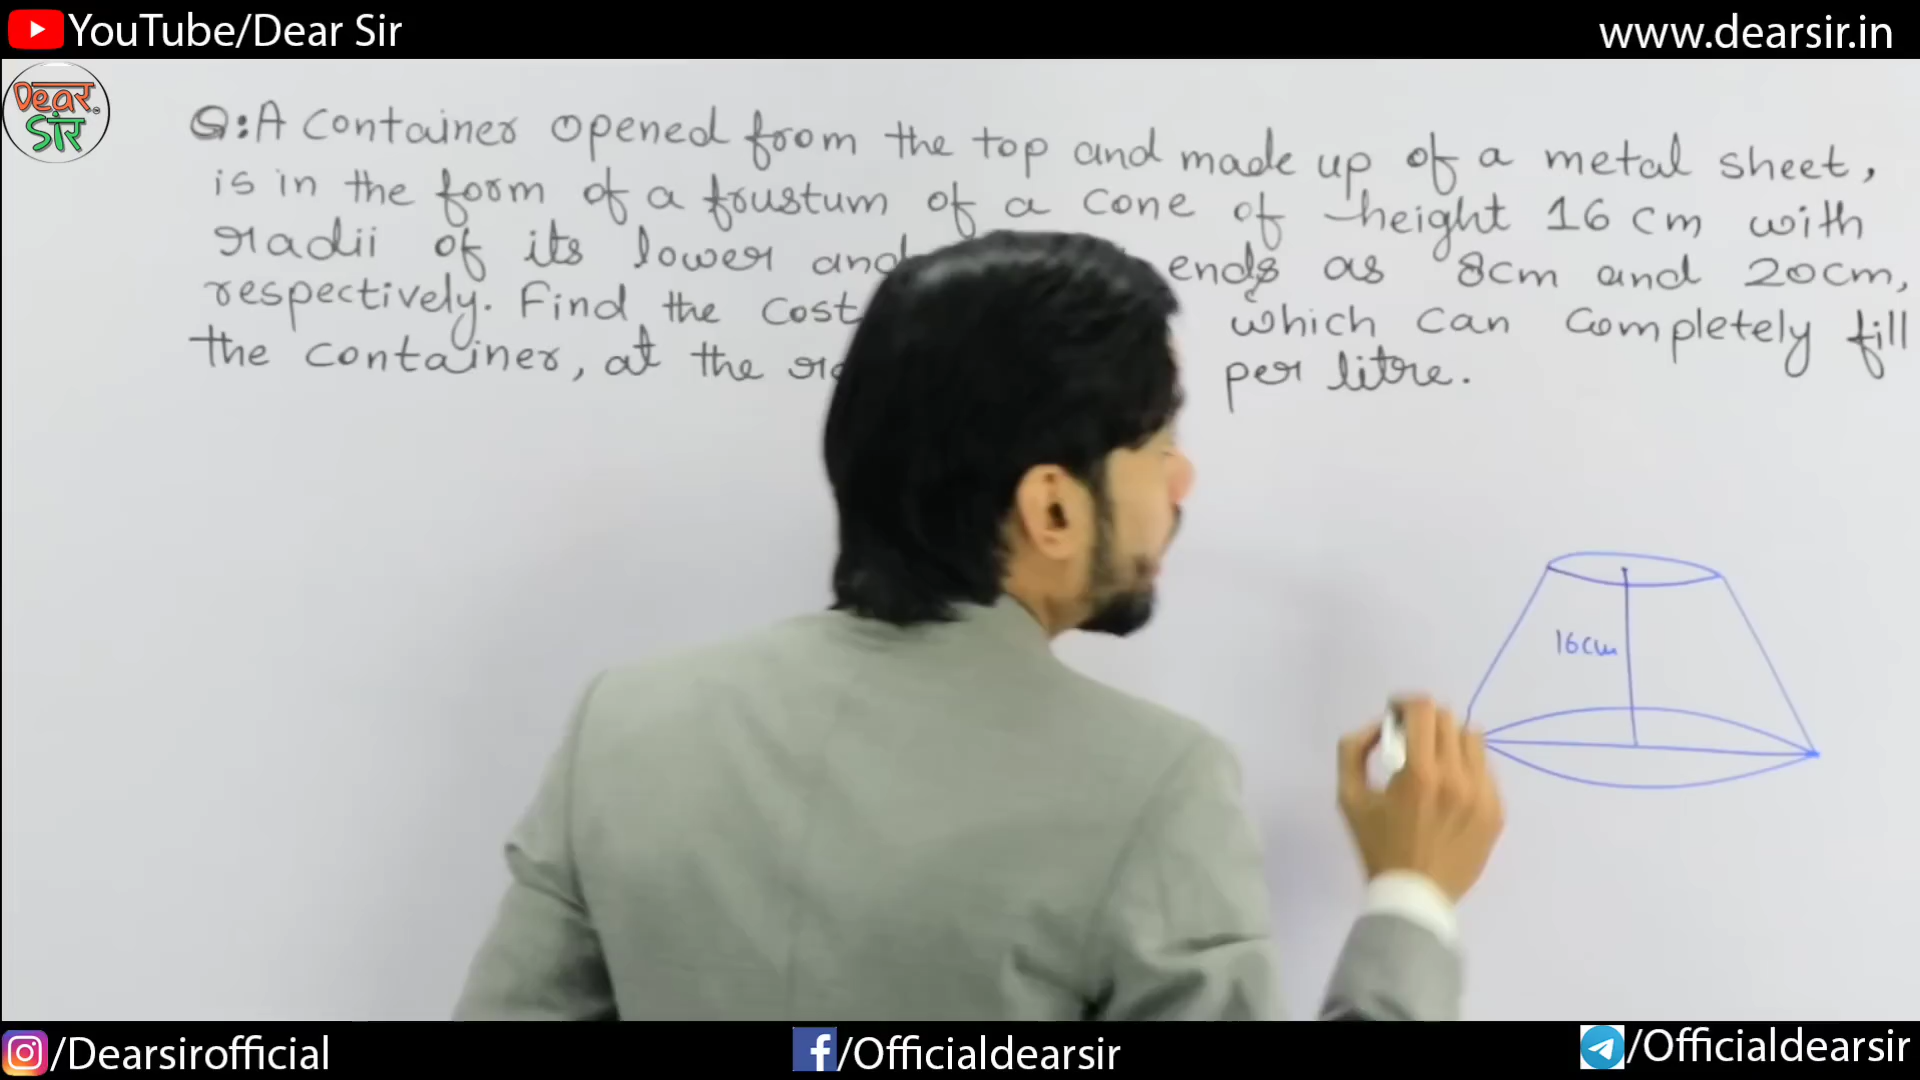 YouTube/Dear Sir
www.dearsir.in
Dear
सर
Q:A Container opened from the top and made up of a metal sheet,
is in the form of a frustum of a cone of height 16 cm with
radii of its lower and ends as 8cm and 20cm,
respectively. Find the cost which can completely fill
the container, at the per litre.
16cm
/Dearsirofficial
/Officialdearsir
/Officialdearsir